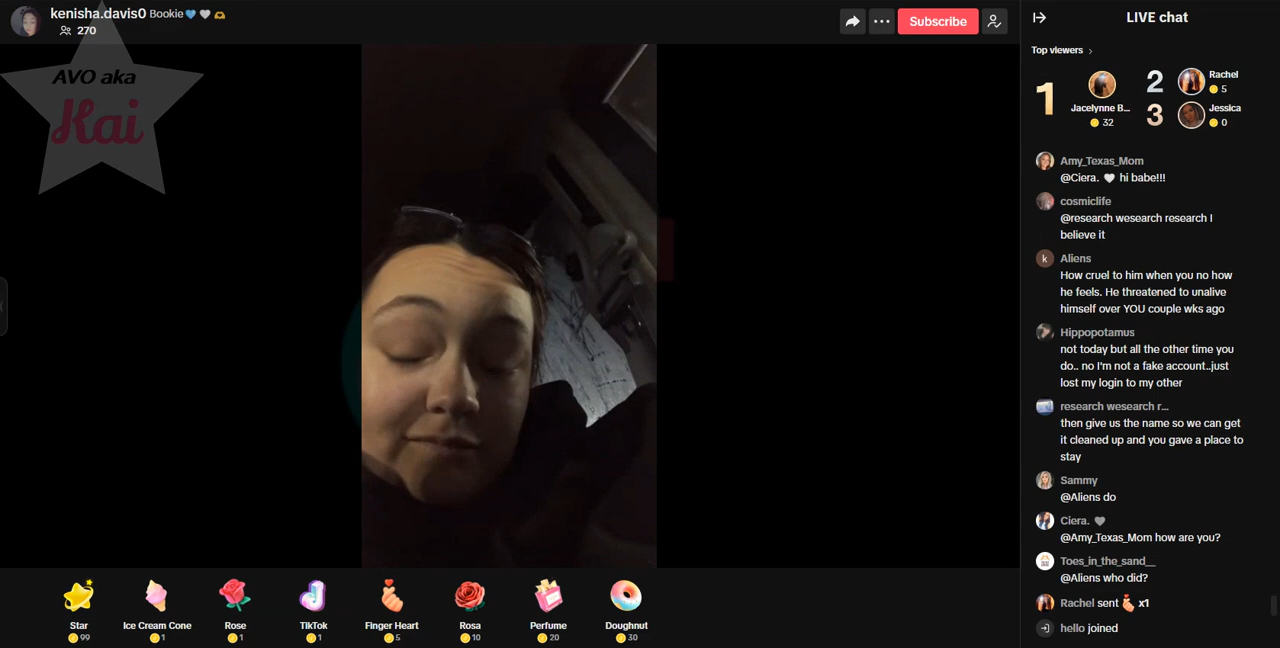 kenisha.davis0 Bookie💙🤍🫶
270
Subscribe
LIVE chat
AVO aka
Kai
Top viewers >
1
Jacelynne B...
32
2
Rachel
5
3
Jessica
0
Amy_Texas_Mom
@Ciera. 🤍 hi babe!!!
cosmiclife
@research wesearch research I
believe it
k
Aliens
How cruel to him when you no how
he feels. He threatened to unalive
himself over YOU couple wks ago
Hippopotamus
not today but all the other time you
do.. no I'm not a fake account..just
lost my login to my other
research wesearch r...
then give us the name so we can get
it cleaned up and you gave a place to
stay
Sammy
@Aliens do
Ciera. 🤍
@Amy_Texas_Mom how are you?
Toes_in_the_sand__
@Aliens who did?
Rachel sent x1
hello joined
Star
99
Ice Cream Cone
1
Rose
1
TikTok
1
Finger Heart
5
Rosa
10
Perfume
20
Doughnut
30